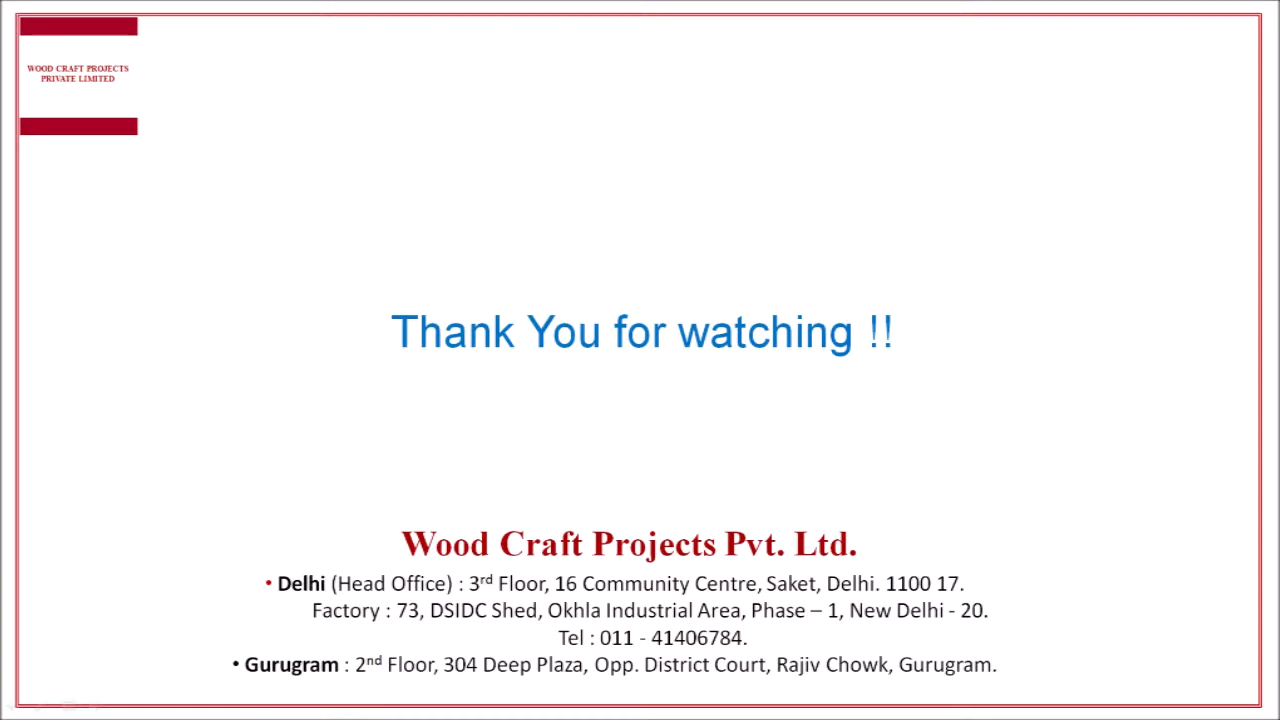 WOOD CRAFT PROJECTS
PRIVATE LIMITED
Thank You for watching !!
Wood Craft Projects Pvt. Ltd.
• Delhi (Head Office) : 3rd Floor, 16 Community Centre, Saket, Delhi. 1100 17.
Factory : 73, DSIDC Shed, Okhla Industrial Area, Phase – 1, New Delhi - 20.
Tel : 011 - 41406784.
• Gurugram : 2nd Floor, 304 Deep Plaza, Opp. District Court, Rajiv Chowk, Gurugram.